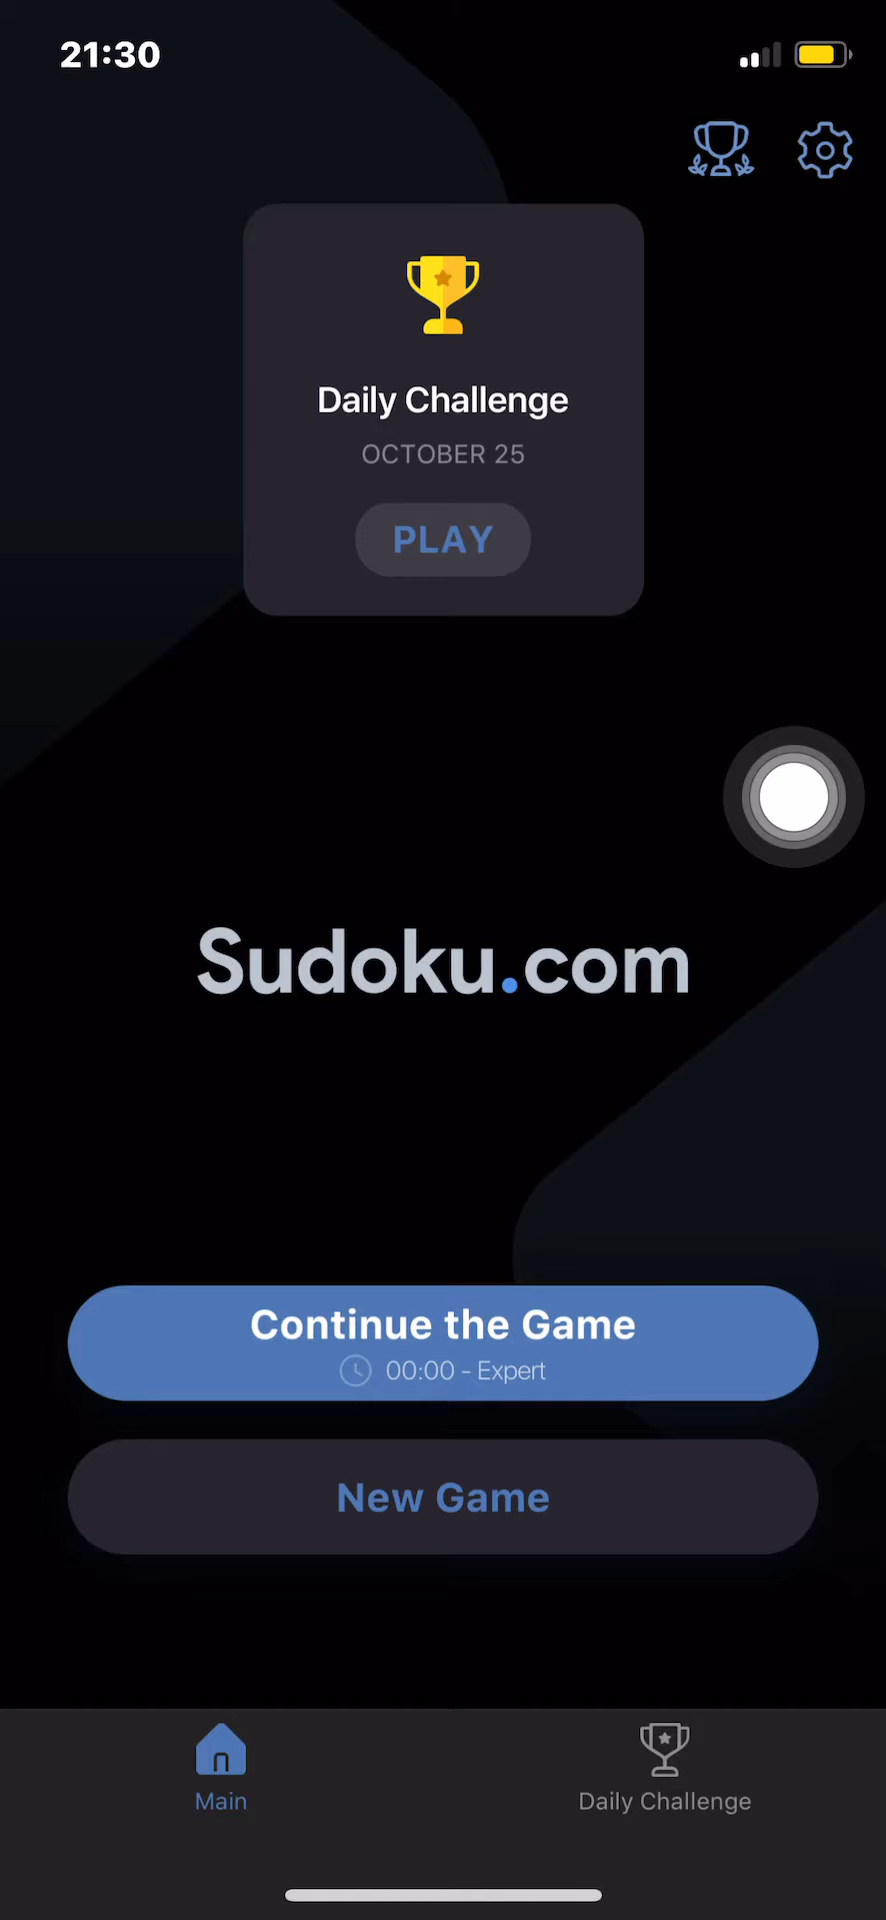 21:30
Daily Challenge
OCTOBER 25
PLAY
Sudoku.com
Continue the Game
00:00 - Expert
New Game
Main
Daily Challenge